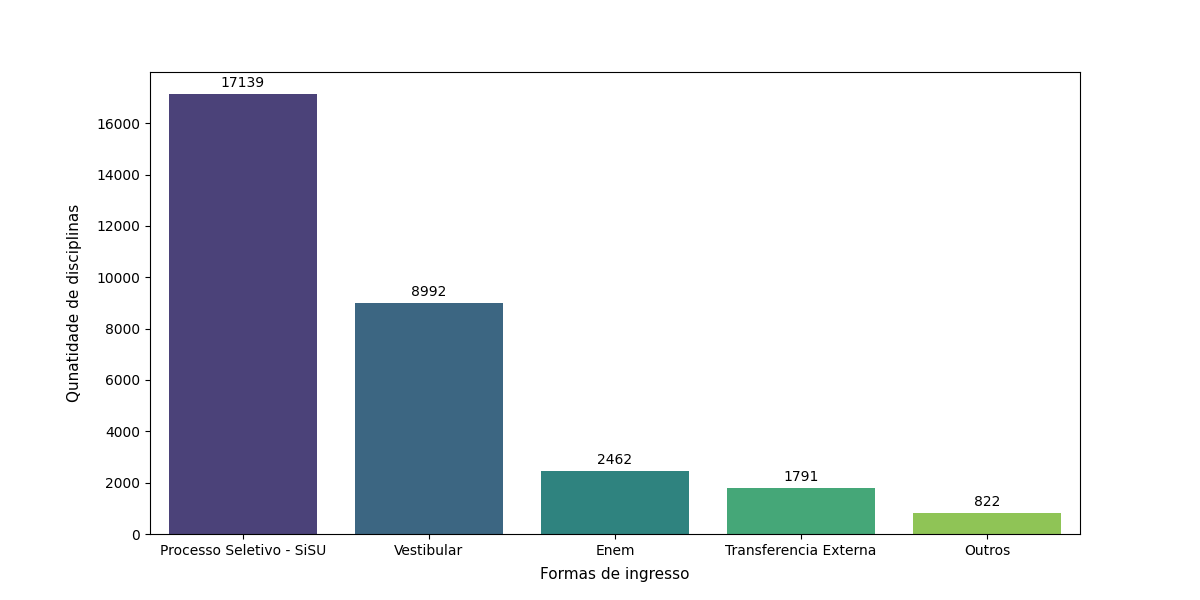 17139
16000
14000
12000
10000
8000
6000
4000
2000
0
8992
2462
1791
822
Qunatidade de disciplinas
Processo Seletivo - SiSU
Vestibular
Enem
Transferencia Externa
Outros
Formas de ingresso